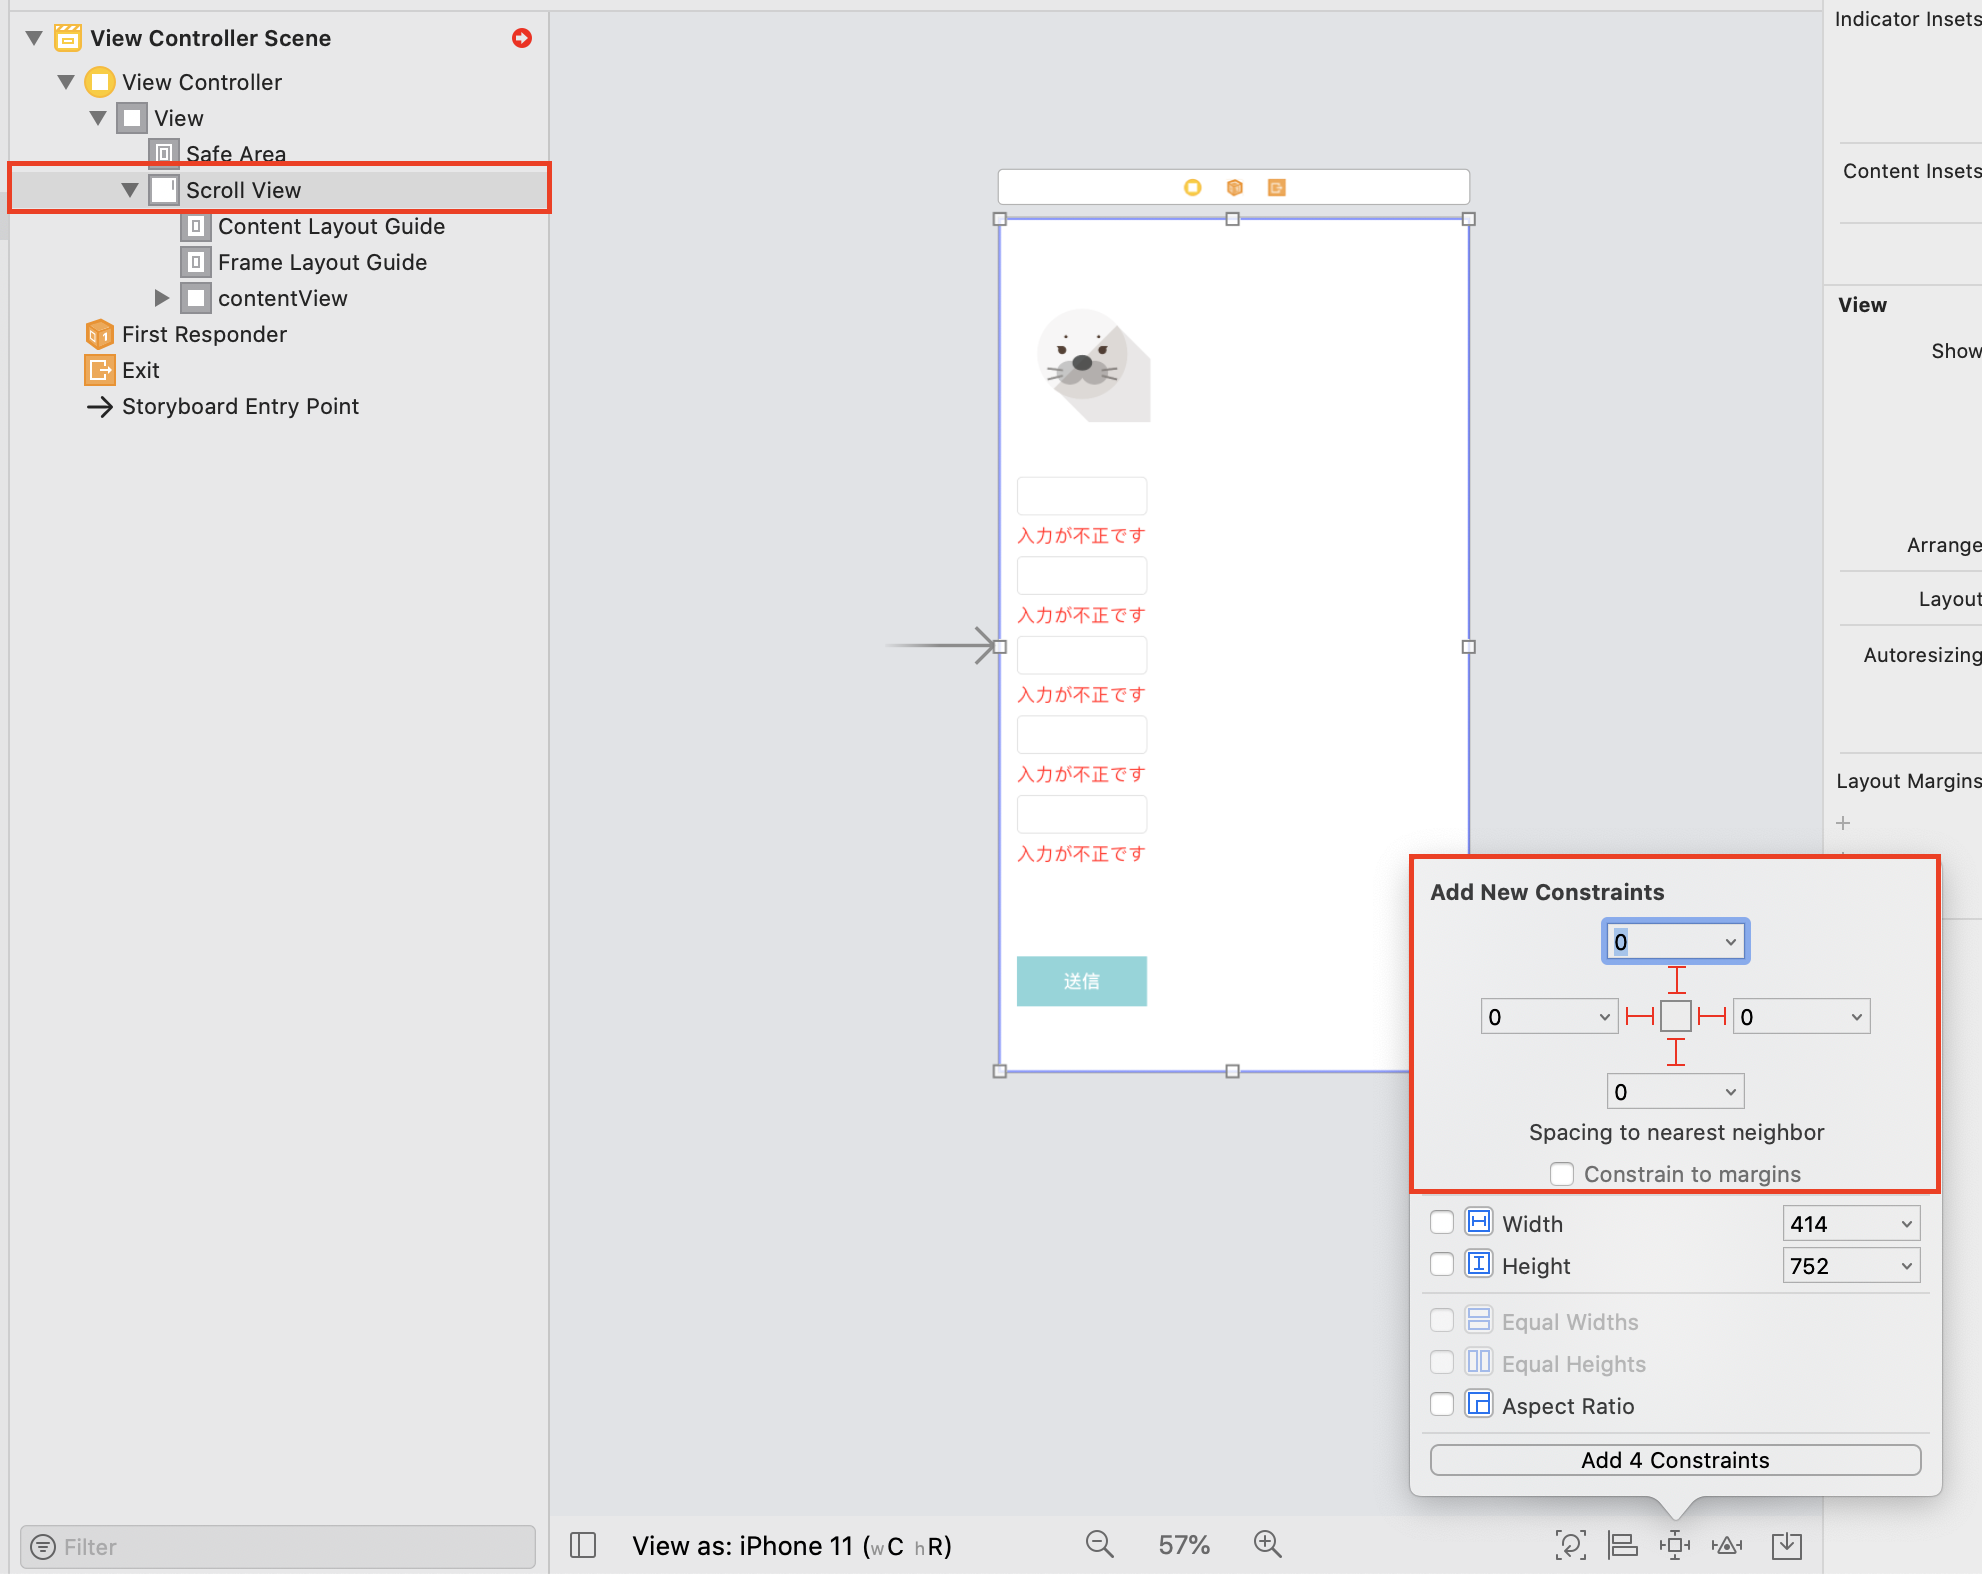 View Controller Scene
View Controller
View
Safe Area
Scroll View
Content Layout Guide
Frame Layout Guide
contentView
First Responder
Exit
Storyboard Entry Point
Filter
入力が不正です
入力が不正です
入力が不正です
入力が不正です
入力が不正です
送信
View as: iPhone 11 (wC hR)
57%
Indicator Insets
Content Insets
View
Show
Arrange
Layout
Autoresizing
Layout Margins
Add New Constraints
0
0 0
0
Spacing to nearest neighbor
Constrain to margins
Width 414
Height 752
Equal Widths
Equal Heights
Aspect Ratio
Add 4 Constraints